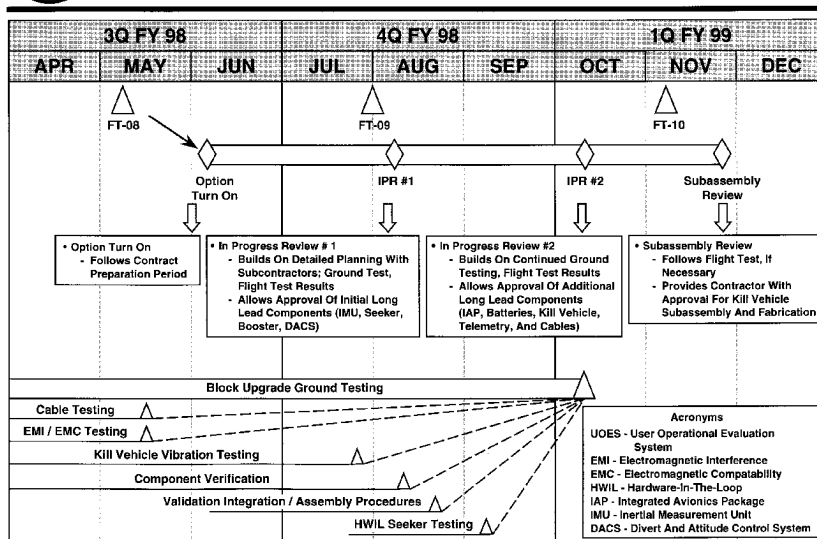 3Q FY 98 4Q FY 98 1Q FY 99
APR MAY JUN JUL AUG SEP OCT NOV DEC
FT-08 FT-09 FT-10
Option
Turn On
IPR #1
IPR #2
Subassembly
Review
• Option Turn On
- Follows Contract
Preparation Period
• In Progress Review # 1
- Builds On Detailed Planning With
Subcontractors; Ground Test,
Flight Test Results
- Allows Approval Of Initial Long
Lead Components (IMU, Seeker,
Booster, DACS)
• In Progress Review #2
- Builds On Continued Ground
Testing, Flight Test Results
- Allows Approval Of Additional
Long Lead Components
(IAP, Batteries, Kill Vehicle,
Telemetry, And Cables)
• Subassembly Review
- Follows Flight Test, If
Necessary
- Provides Contractor With
Approval For Kill Vehicle
Subassembly And Fabrication
Block Upgrade Ground Testing
Cable Testing
EMI / EMC Testing
Kill Vehicle Vibration Testing
Component Verification
Validation Integration / Assembly Procedures
HWIL Seeker Testing
Acronyms
UOES - User Operational Evaluation
System
EMI - Electromagnetic Interference
EMC - Electromagnetic Compatability
HWIL - Hardware-In-The-Loop
IAP - Integrated Avionics Package
IMU - Inertial Measurement Unit
DACS - Divert And Attitude Control System